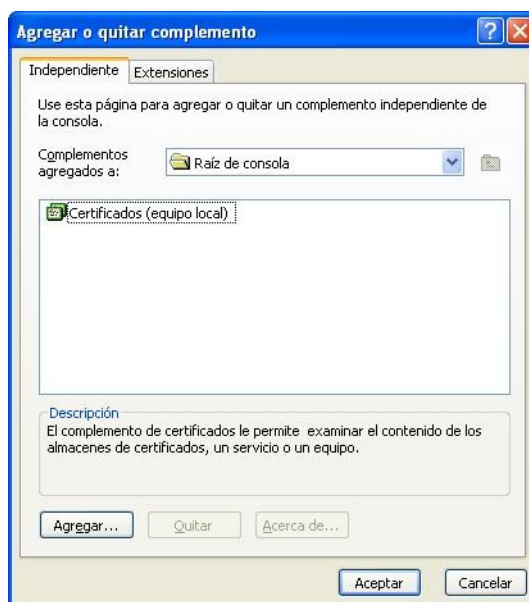 Agregar o quitar complemento
Independiente
Extensiones
Use esta página para agregar o quitar un complemento independiente de
la consola.
Complementos
agregados a:
Raíz de consola
Certificados (equipo local)
Descripción
El complemento de certificados le permite examinar el contenido de los
almacenes de certificados, un servicio o un equipo.
Agregar...
Quitar
Acerca de...
Aceptar
Cancelar